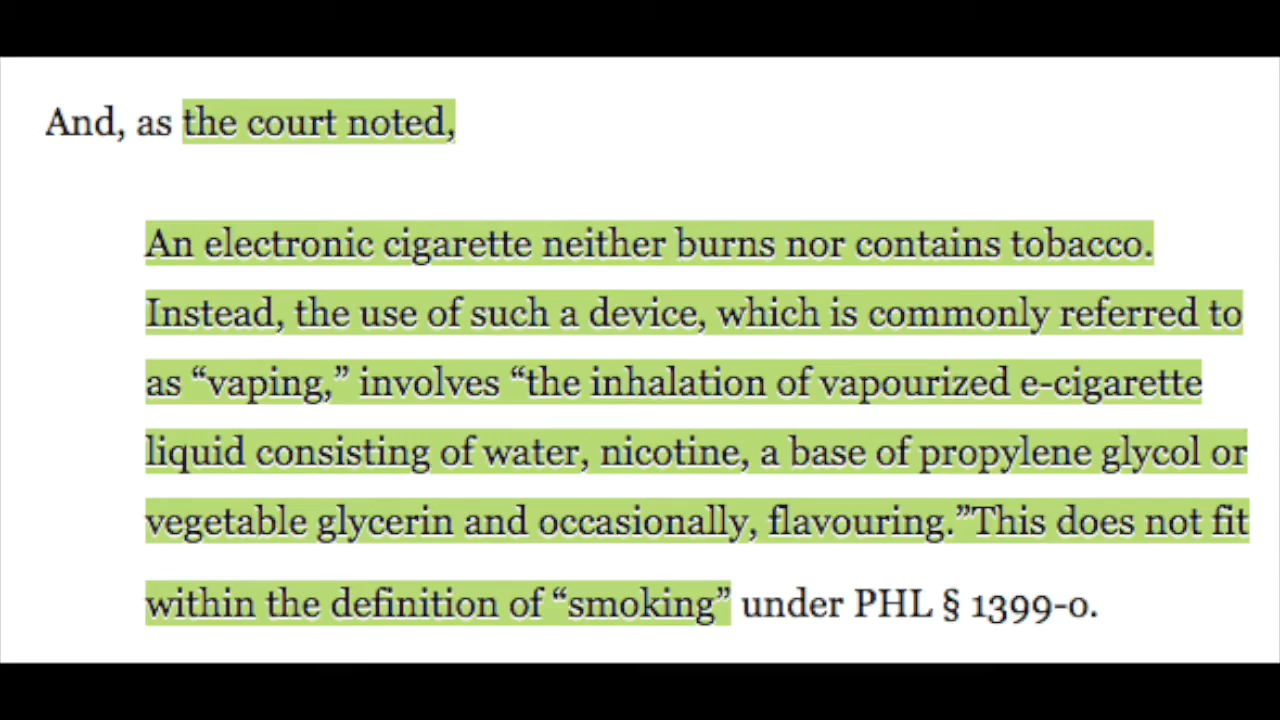 And, as the court noted,
An electronic cigarette neither burns nor contains tobacco.
Instead, the use of such a device, which is commonly referred to
as “vaping,” involves “the inhalation of vapourized e-cigarette
liquid consisting of water, nicotine, a base of propylene glycol or
vegetable glycerin and occasionally, flavouring.”This does not fit
within the definition of “smoking” under PHL § 1399-o.